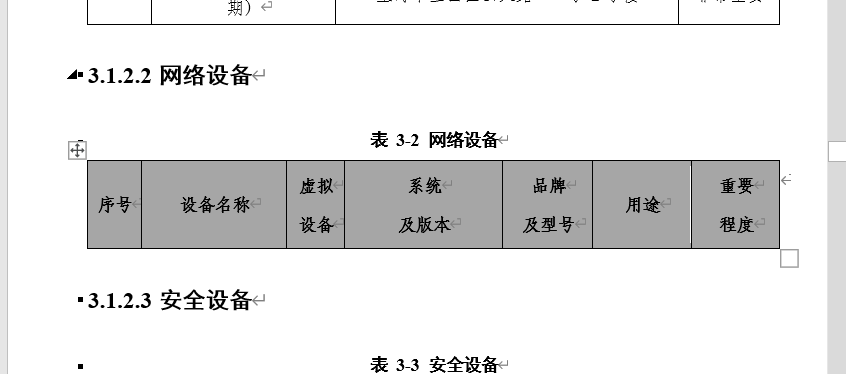 期）
3.1.2.2 网络设备
表 3-2 网络设备
序号 设备名称 虚拟设备 系统及版本 品牌及型号 用途 重要程度
3.1.2.3 安全设备
表 3-3 安全设备